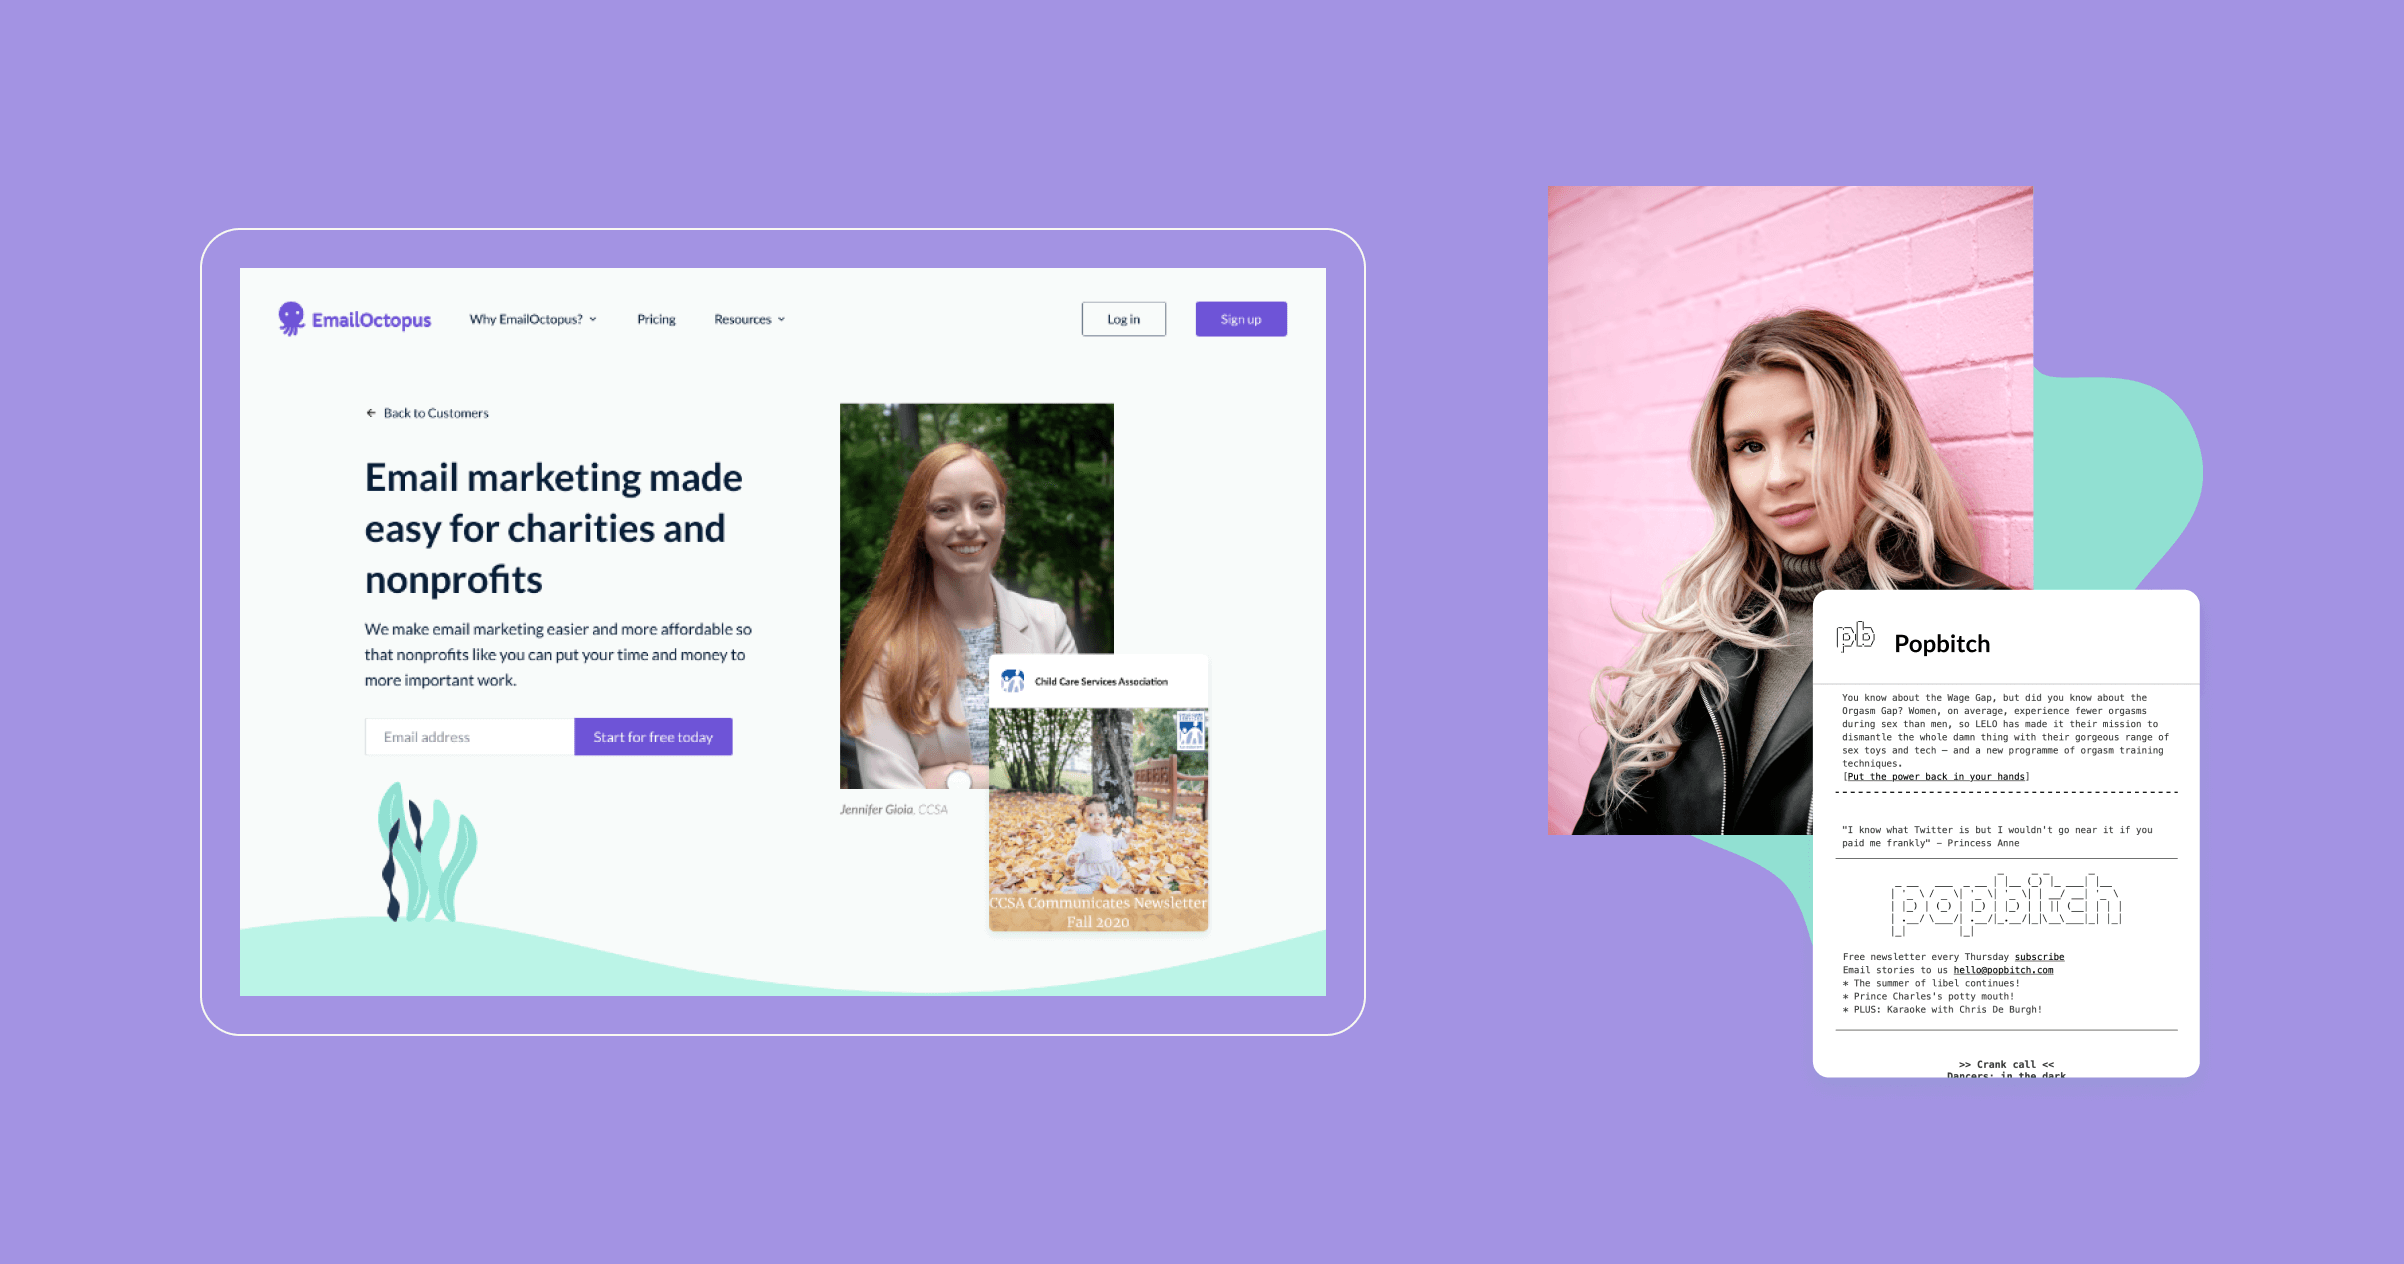 EmailOctopus
Why EmailOctopus?
Pricing
Resources
Log in
Sign up
← Back to Customers
Email marketing made
easy for charities and
nonprofits
We make email marketing easier and more affordable so
that nonprofits like you can put your time and money to
more important work.
Email address
Start for free today
Jennifer Gioia, CCSA
Child Care Services Association
CCSA Communicates Newsletter
Fall 2020
pb
Popbitch
You know about the Wage Gap, but did you know about the
Orgasm Gap? Women, on average, experience fewer orgasms
during sex than men, so LELO has made it their mission to
dismantle the whole damn thing with their gorgeous range of
sex toys and tech — and a new programme of orgasm training
techniques.
[Put the power back in your hands]
"I know what Twitter is but I wouldn't go near it if you
paid me frankly" – Princess Anne
popbitch
Free newsletter every Thursday subscribe
Email stories to us hello@popbitch.com
* The summer of libel continues!
* Prince Charles's potty mouth!
* PLUS: Karaoke with Chris De Burgh!
>> Crank call <<
Dancers: in the dark